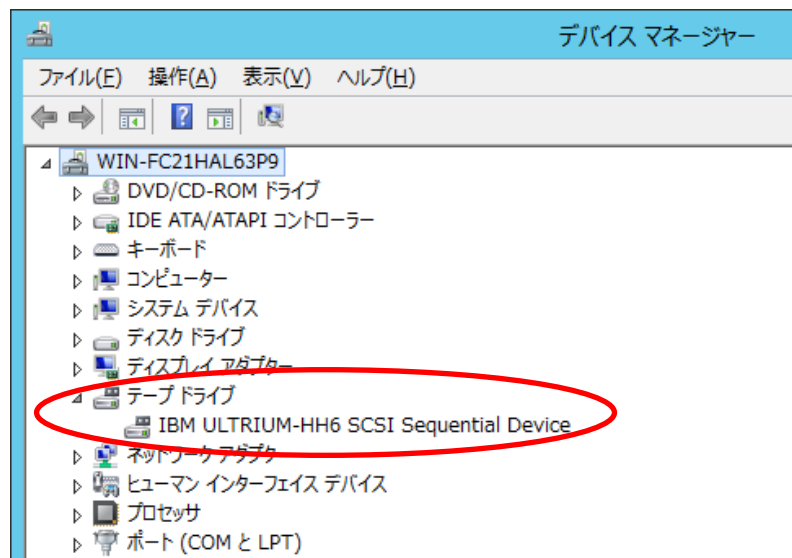 デバイス マネージャー
ファイル(F) 操作(A) 表示(V) ヘルプ(H)
WIN-FC21HAL63P9
DVD/CD-ROM ドライブ
IDE ATA/ATAPI コントローラー
キーボード
コンピューター
システム デバイス
ディスク ドライブ
ディスプレイ アダプター
テープ ドライブ
IBM ULTRIUM-HH6 SCSI Sequential Device
ネットワーク アダプター
ヒューマン インターフェイス デバイス
プロセッサ
ポート (COM と LPT)